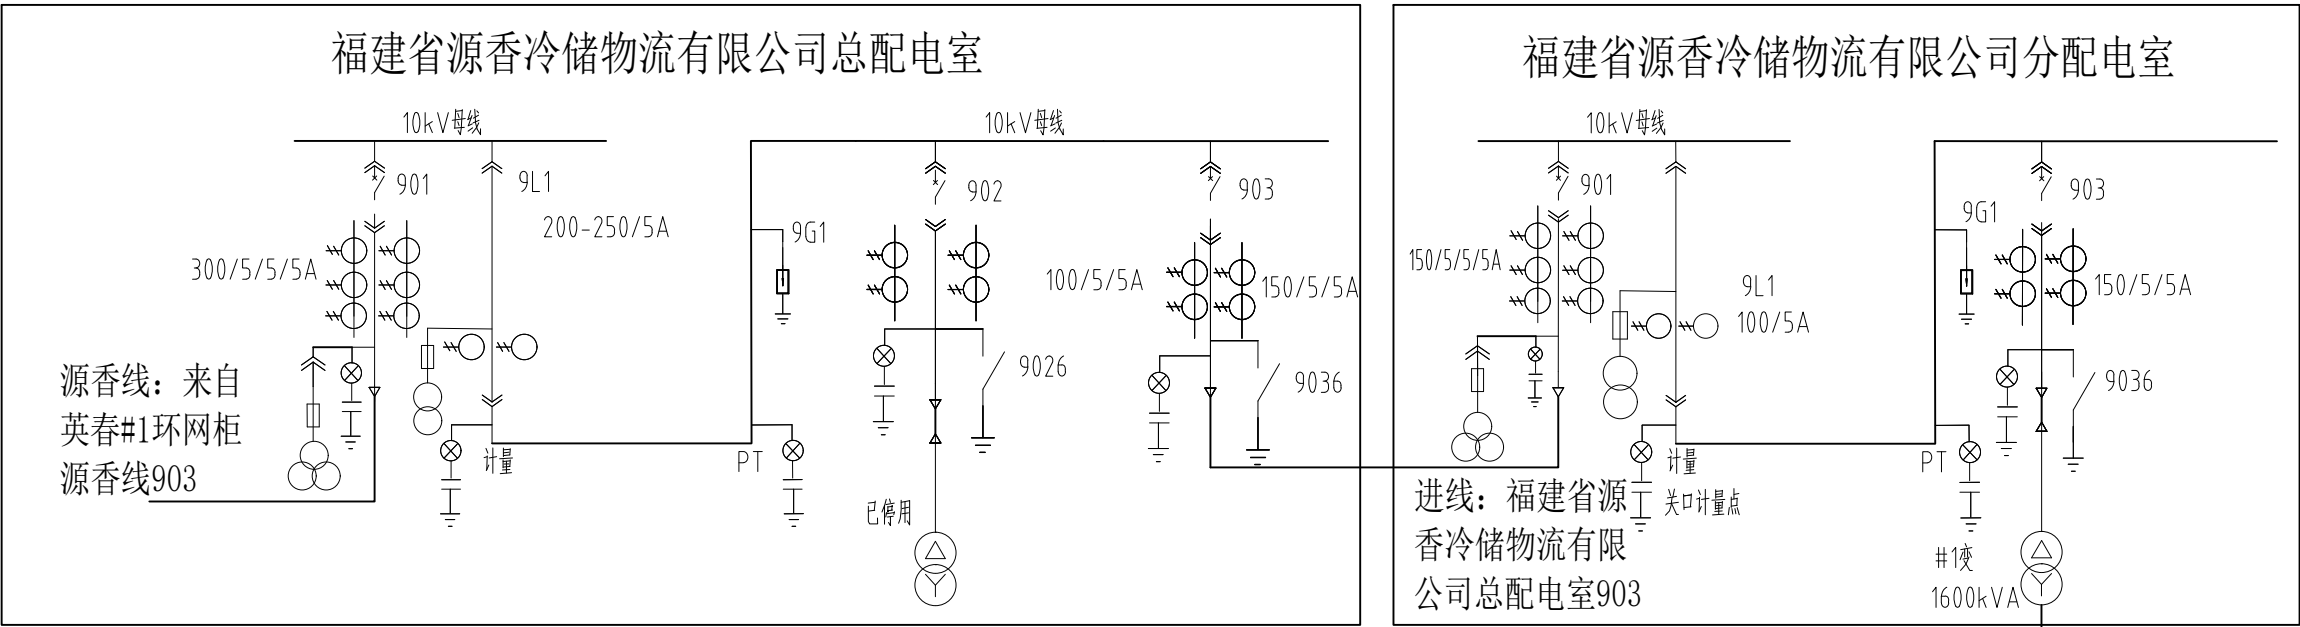 福建省源香冷储物流有限公司总配电室
10kV母线
10kV母线
901
9L1
902
903
200-250/5A
9G1
300/5/5/5A
100/5/5A
150/5/5A
9026
9036
源香线：来自
英春#1环网柜
源香线903
计量
PT
已停用
福建省源香冷储物流有限公司分配电室
10kV母线
901
903
9G1
150/5/5/5A
9L1
100/5A
150/5/5A
9036
计量
关口计量点
PT
进线：福建省源
香冷储物流有限
公司总配电室903
#1变
1600kVA